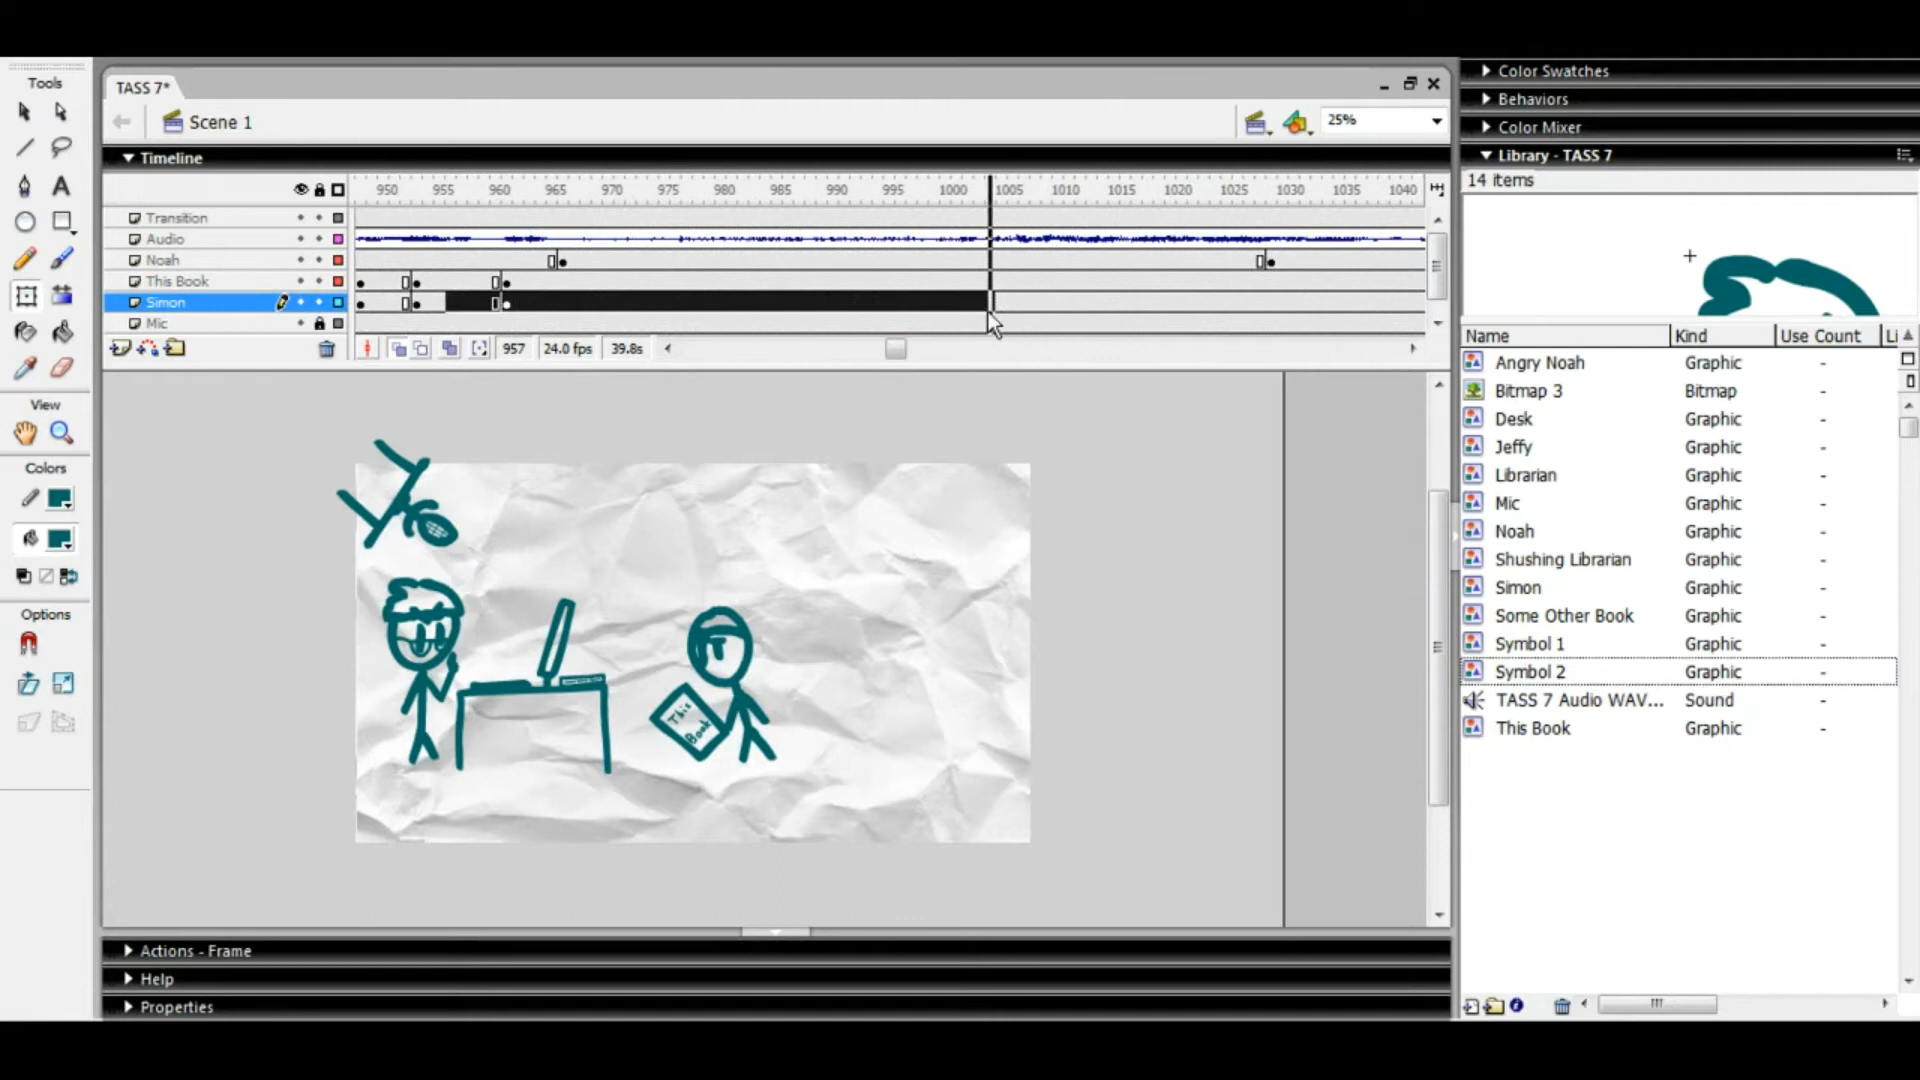 Tools
View
Colors
Options
TASS 7*
Scene 1
25%
Timeline
950 955 960 965 970 975 980 985 990 995 1000 1005 1010 1015 1020 1025 1030 1035 1040
Transition
Audio
Noah
This Book
Simon
Mic
957 24.0 fps 39.8s
This
Book
Actions - Frame
Help
Properties
Color Swatches
Behaviors
Color Mixer
Library - TASS 7
14 items
Name Kind Use Count Li
Angry Noah Graphic -
Bitmap 3 Bitmap -
Desk Graphic -
Jeffy Graphic -
Librarian Graphic -
Mic Graphic -
Noah Graphic -
Shushing Librarian Graphic -
Simon Graphic -
Some Other Book Graphic -
Symbol 1 Graphic -
Symbol 2 Graphic -
TASS 7 Audio WAV... Sound -
This Book Graphic -